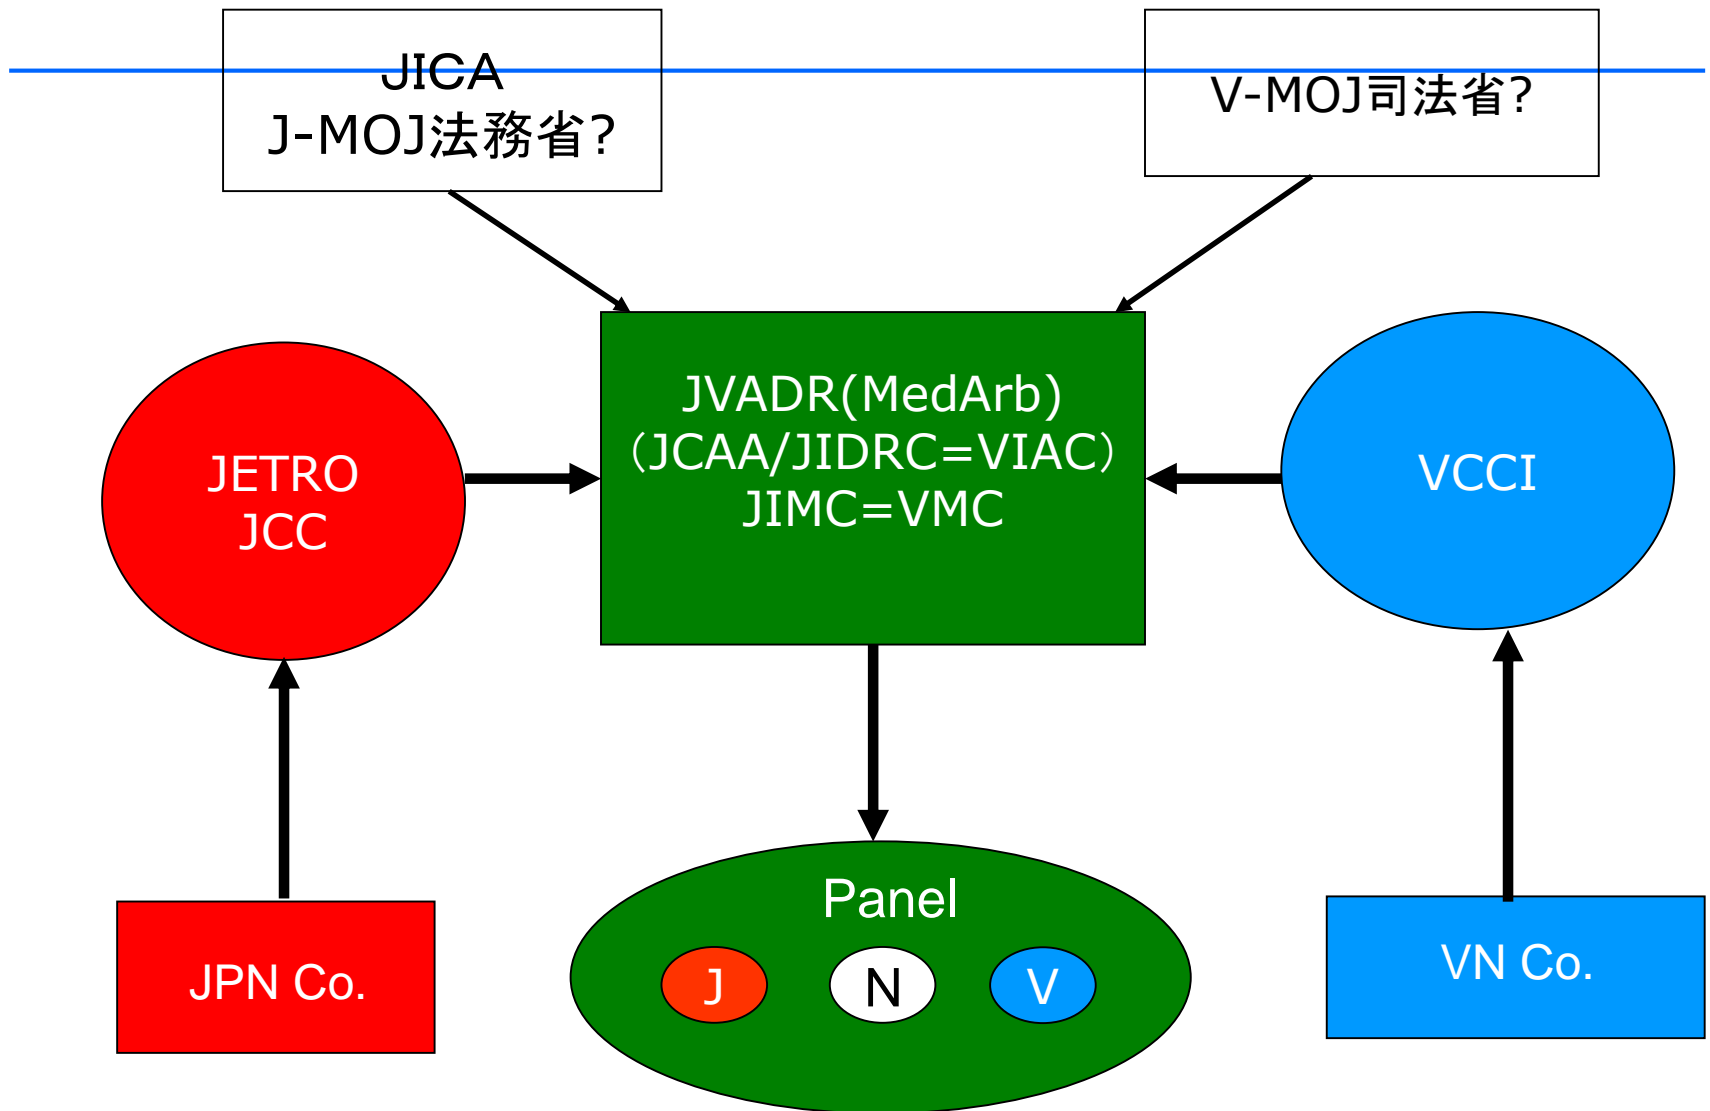 JICA
J-MOJ法務省?
V-MOJ司法省?
JVADR(MedArb)
（JCAA/JIDRC=VIAC）
JIMC=VMC
JETRO
JCC
VCCI
JPN Co.
Panel
J
N
V
VN Co.